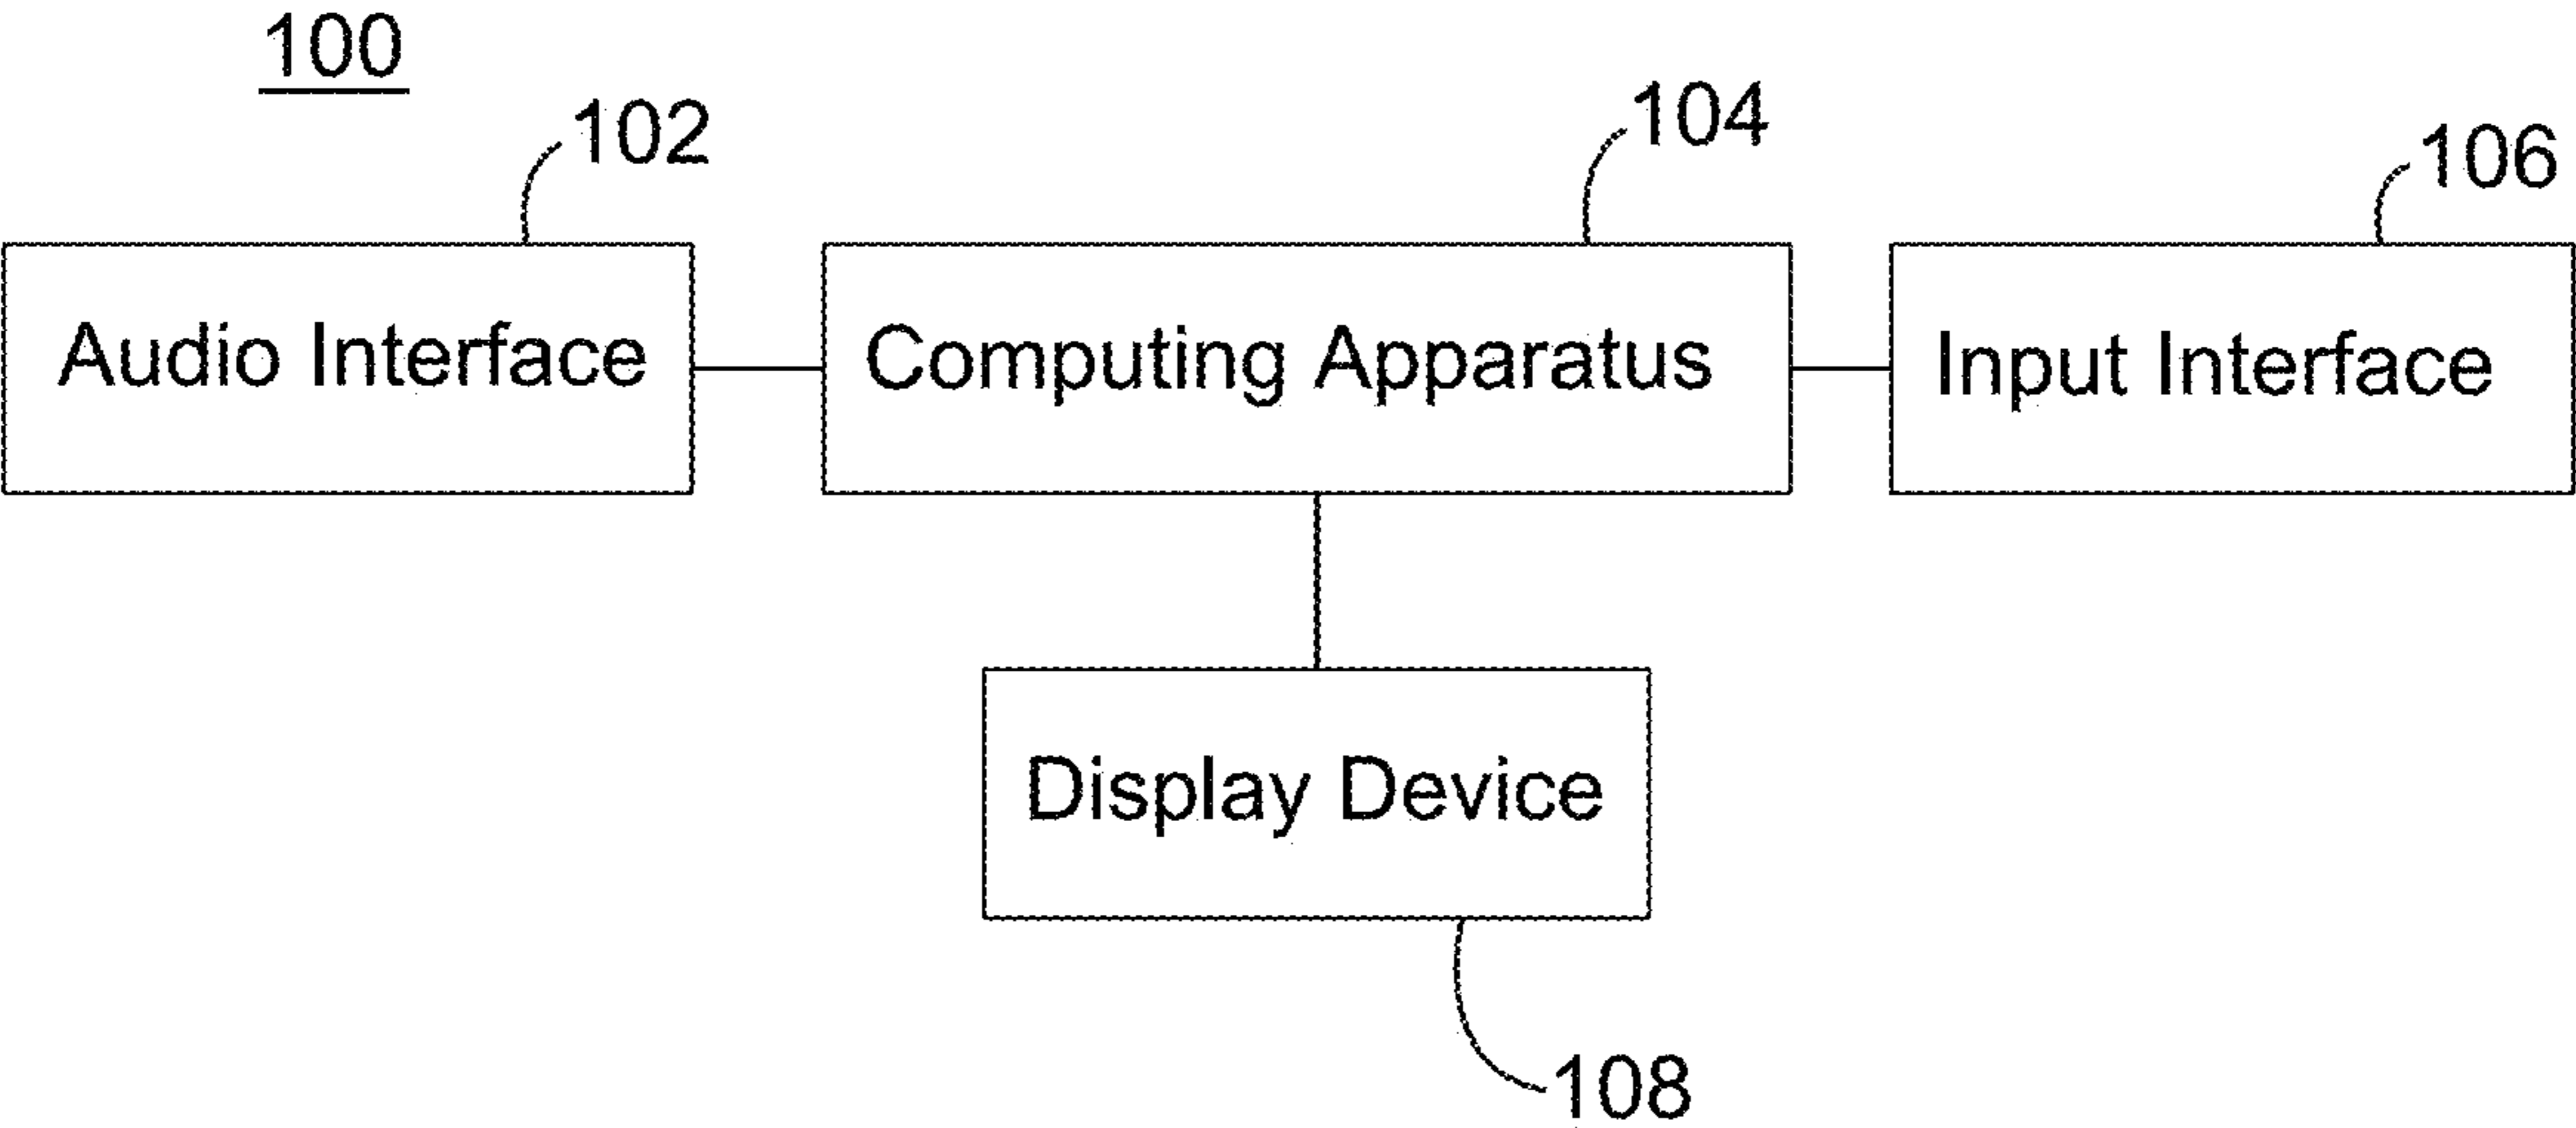 100
102
104
106
Audio Interface
Computing Apparatus
Input Interface
Display Device
108